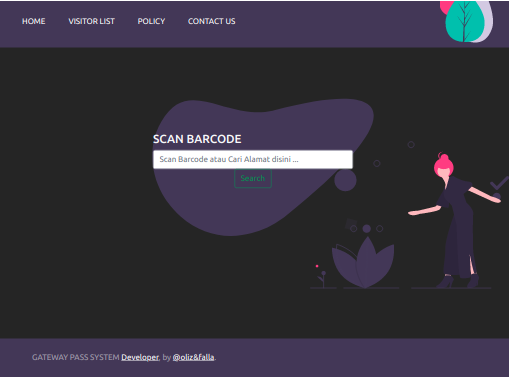 HOME VISITOR LIST POLICY CONTACT US
SCAN BARCODE
Scan Barcode atau Cari Alamat disini ...
Search
GATEWAY PASS SYSTEM Developer, by @oliz&falla.